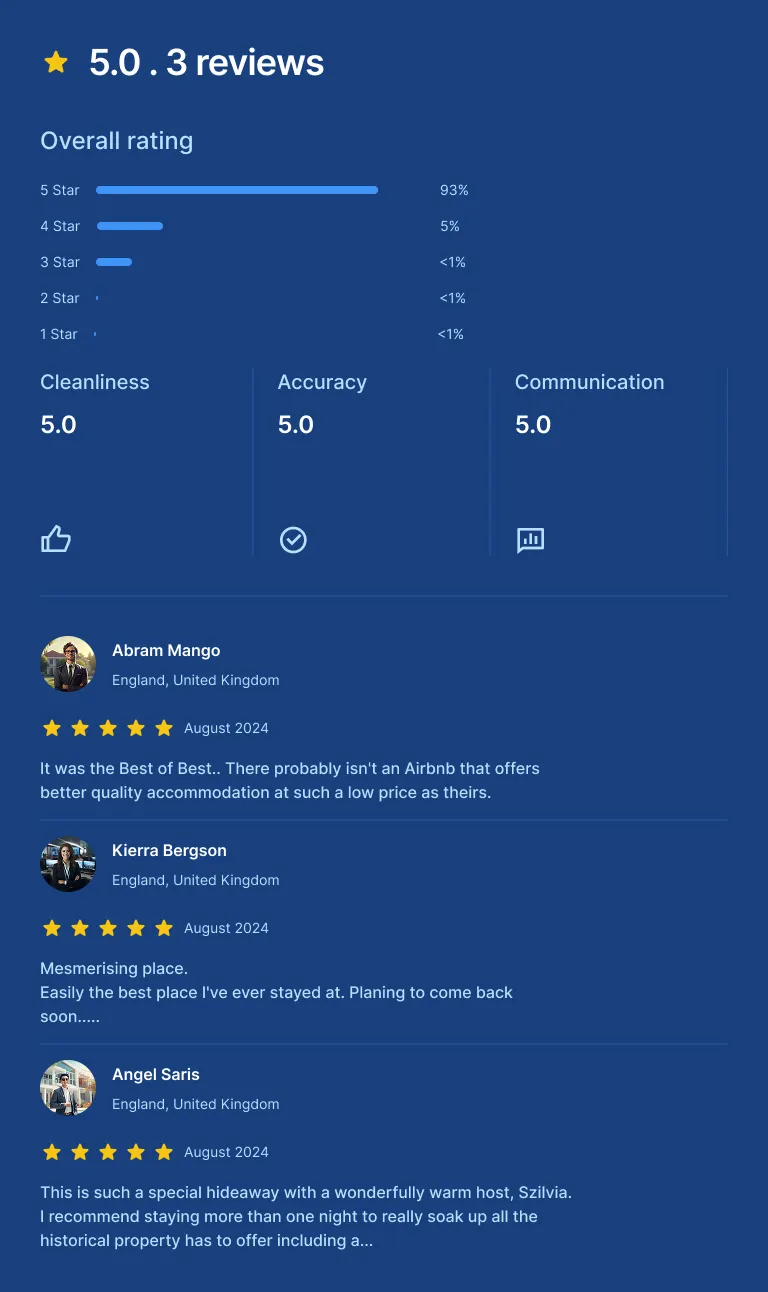 5.0 . 3 reviews
Overall rating
5 Star 93%
4 Star 5%
3 Star <1%
2 Star <1%
1 Star <1%
Cleanliness Accuracy Communication
5.0 5.0 5.0
Abram Mango
England, United Kingdom
August 2024
It was the Best of Best.. There probably isn't an Airbnb that offers
better quality accommodation at such a low price as theirs.
Kierra Bergson
England, United Kingdom
August 2024
Mesmerising place.
Easily the best place I've ever stayed at. Planing to come back
soon.....
Angel Saris
England, United Kingdom
August 2024
This is such a special hideaway with a wonderfully warm host, Szilvia.
I recommend staying more than one night to really soak up all the
historical property has to offer including a...